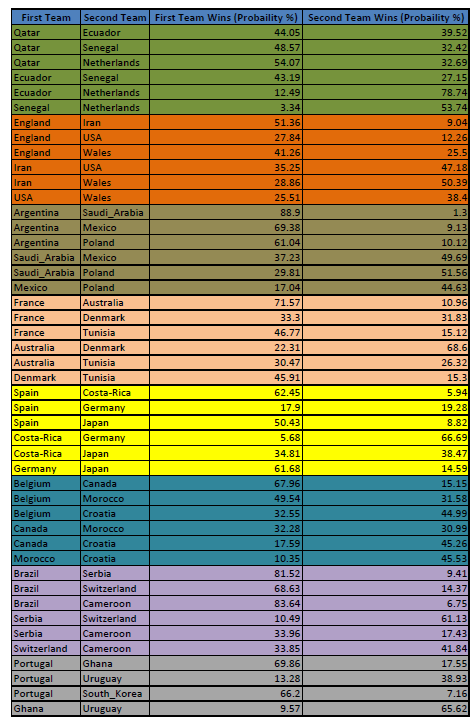 First Team Second Team First Team Wins (Probaility %) Second Team Wins (Probaility %)
Qatar Ecuador 44.05 39.52
Qatar Senegal 48.57 32.42
Qatar Netherlands 54.07 32.69
Ecuador Senegal 43.19 27.15
Ecuador Netherlands 12.49 78.74
Senegal Netherlands 3.34 53.74
England Iran 51.36 9.04
England USA 27.84 12.26
England Wales 41.26 25.5
Iran USA 35.25 47.18
Iran Wales 28.86 50.39
USA Wales 25.51 38.4
Argentina Saudi_Arabia 88.9 1.3
Argentina Mexico 69.38 9.13
Argentina Poland 61.04 10.12
Saudi_Arabia Mexico 37.23 49.69
Saudi_Arabia Poland 29.81 51.56
Mexico Poland 17.04 44.63
France Australia 71.57 10.96
France Denmark 33.3 31.83
France Tunisia 46.77 15.12
Australia Denmark 22.31 68.6
Australia Tunisia 30.47 26.32
Denmark Tunisia 45.91 15.3
Spain Costa-Rica 62.45 5.94
Spain Germany 17.9 19.28
Spain Japan 50.43 8.82
Costa-Rica Germany 5.68 66.69
Costa-Rica Japan 34.81 38.47
Germany Japan 61.68 14.59
Belgium Canada 67.96 15.15
Belgium Morocco 49.54 31.58
Belgium Croatia 32.55 44.99
Canada Morocco 32.28 30.99
Canada Croatia 17.59 45.26
Morocco Croatia 10.35 45.53
Brazil Serbia 81.52 9.41
Brazil Switzerland 68.63 14.37
Brazil Cameroon 83.64 6.75
Serbia Switzerland 10.49 61.13
Serbia Cameroon 33.96 17.43
Switzerland Cameroon 33.85 41.84
Portugal Ghana 69.86 17.55
Portugal Uruguay 13.28 38.93
Portugal South_Korea 66.2 7.16
Ghana Uruguay 9.57 65.62